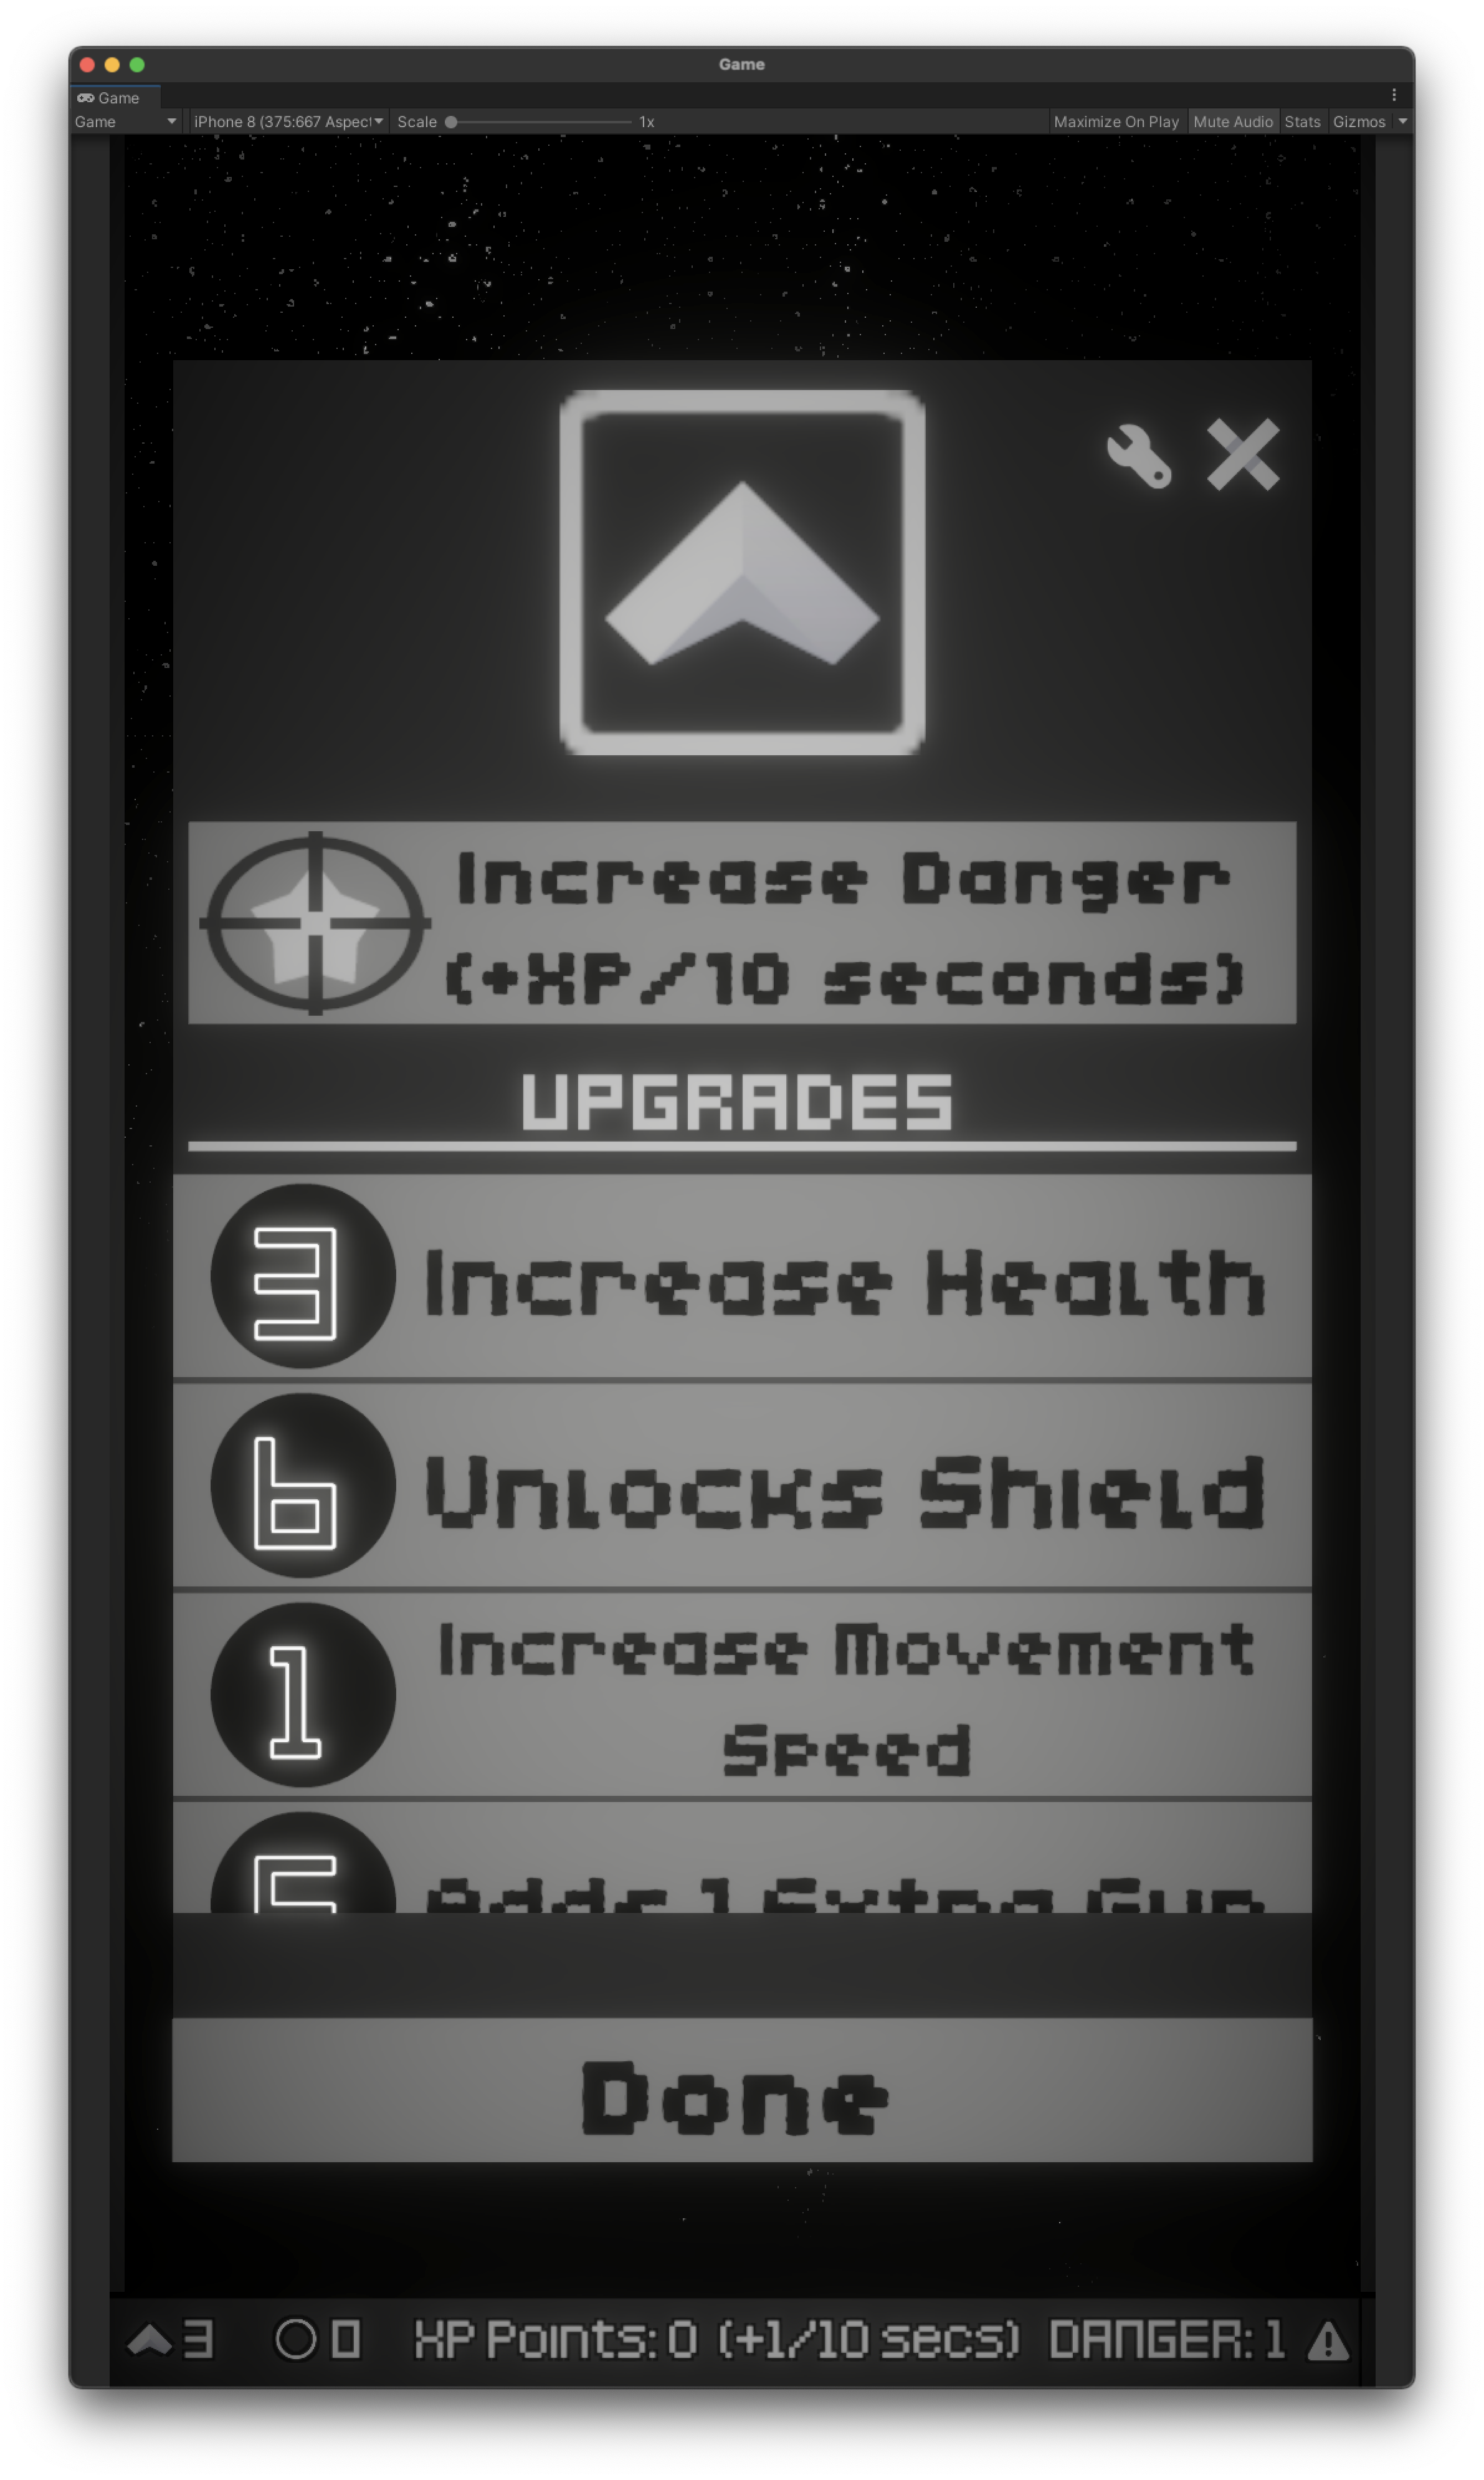 Game
Game
Game iPhone 8 (375:667 Aspect Scale 1x Maximize On Play Mute Audio Stats Gizmos
Increase Danger
(+XP/10 seconds)
UPGRADES
3 Increase Health
6 Unlocks Shield
1 Increase Movement
Speed
5 Adds 1 Extra Gun
Done
3 0 XP Points: 0 (+1/10 secs) DANGER: 1